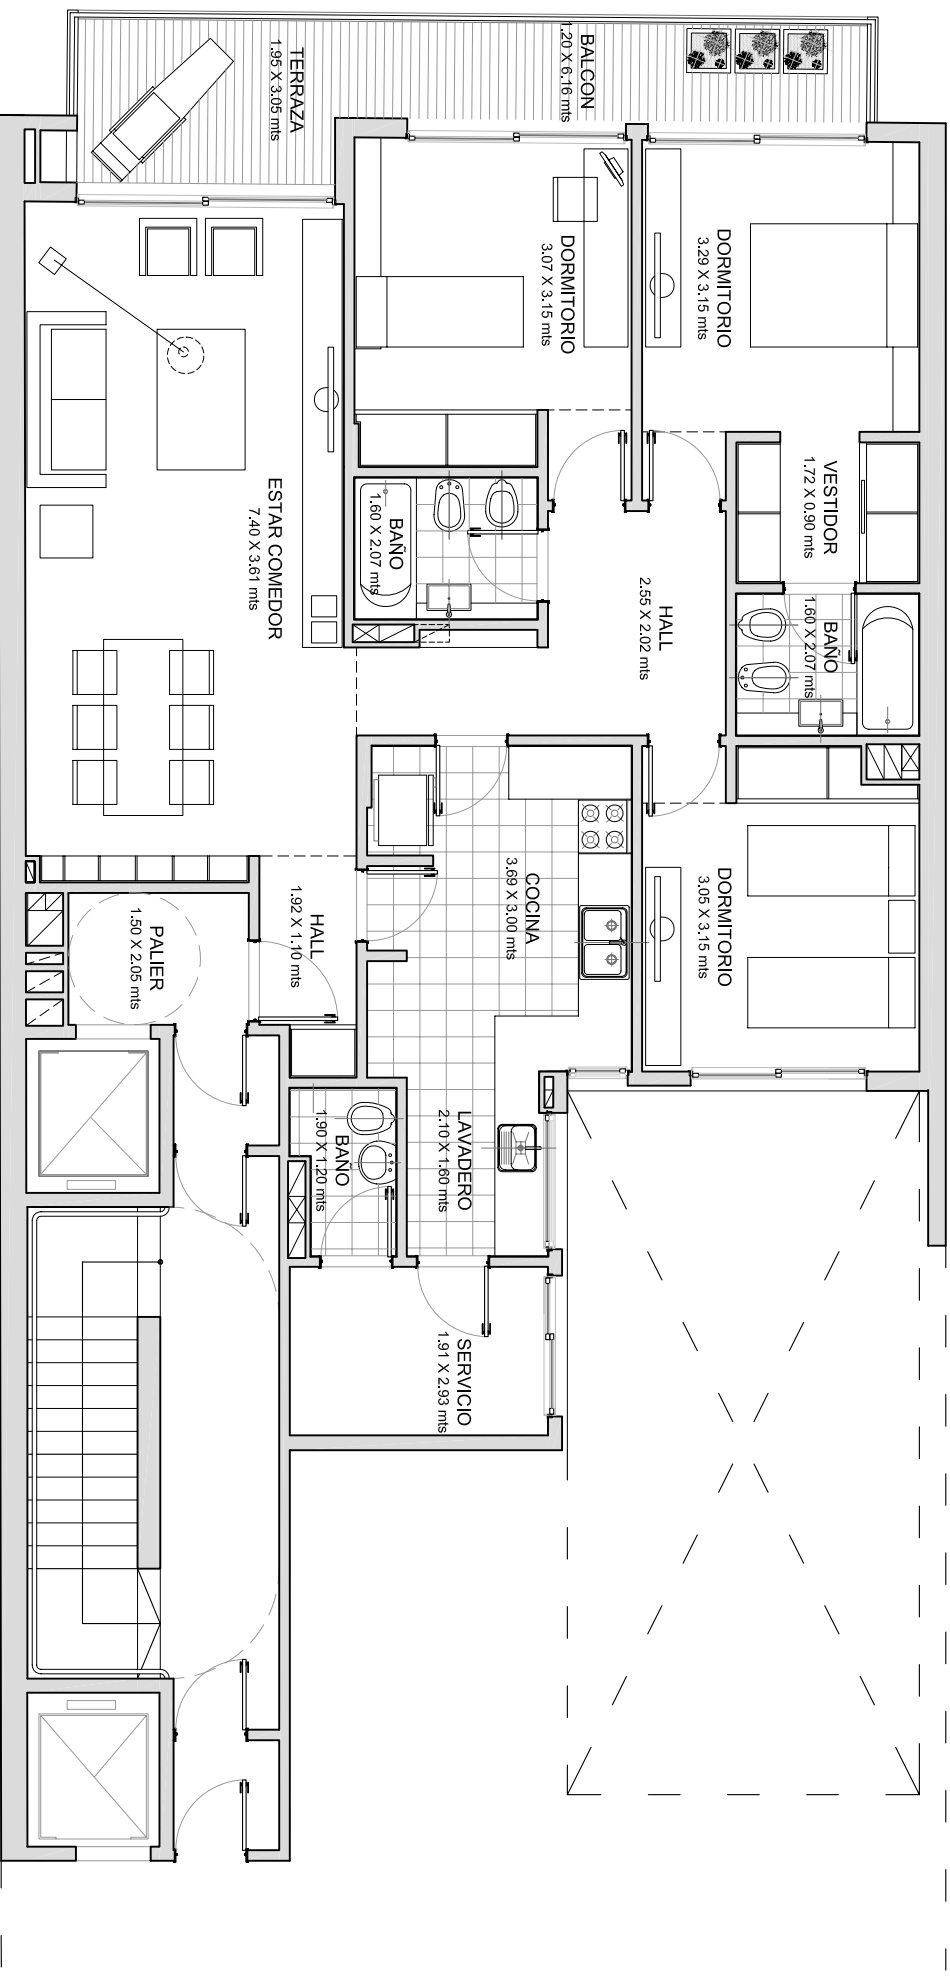 TERRAZA
1.95 X 3.05 mts
BALCON
1.20 X 6.16 mts
DORMITORIO
3.07 X 3.15 mts
DORMITORIO
3.29 X 3.15 mts
VESTIDOR
1.72 X 0.90 mts
ESTAR COMEDOR
7.40 X 3.61 mts
BAÑO
1.60 X 2.07 mts
HALL
2.55 X 2.02 mts
BAÑO
1.60 X 2.07 mts
COCINA
3.69 X 3.00 mts
DORMITORIO
3.05 X 3.15 mts
HALL
1.92 X 1.10 mts
PALIER
1.50 X 2.05 mts
BAÑO
1.90 X 1.20 mts
LAVADERO
2.10 X 1.60 mts
SERVICIO
1.91 X 2.93 mts